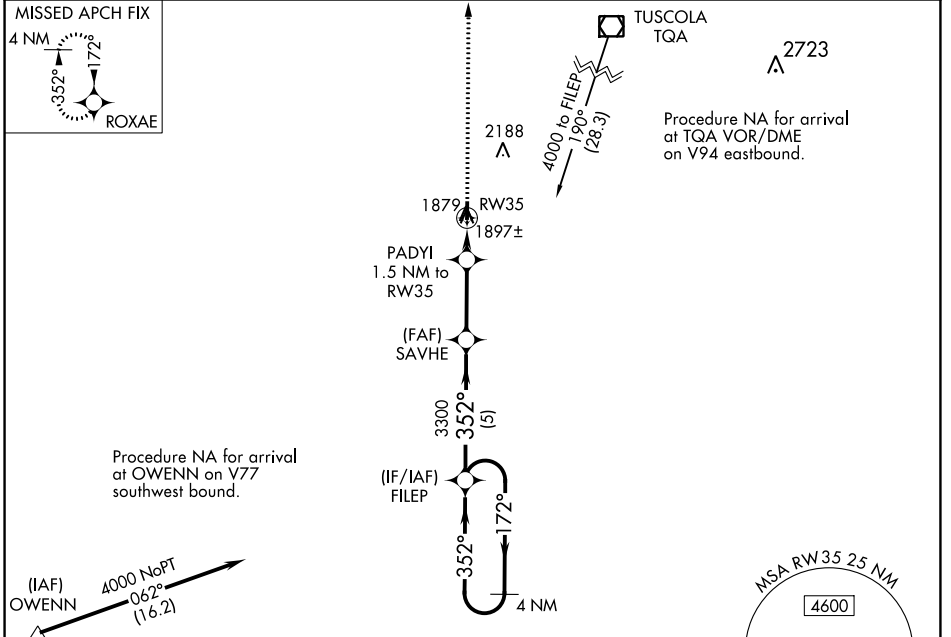 MISSED APCH FIX
4 NM
352°
172°
ROXAE
TUSCOLA
TQA
2723
4000 to FILEP
190°
(28.3)
Procedure NA for arrival
at TQA VOR/DME
on V94 eastbound.
2188
1879
RW35
1897±
PADYI
1.5 NM to
RW35
(FAF)
SAVHE
3300
352°
(5)
Procedure NA for arrival
at OWENN on V77
southwest bound.
(IF/IAF)
FILEP
352°
172°
4 NM
(IAF)
OWENN
4000 NoPT
062°
(16.2)
MSA RW35 25 NM
4600